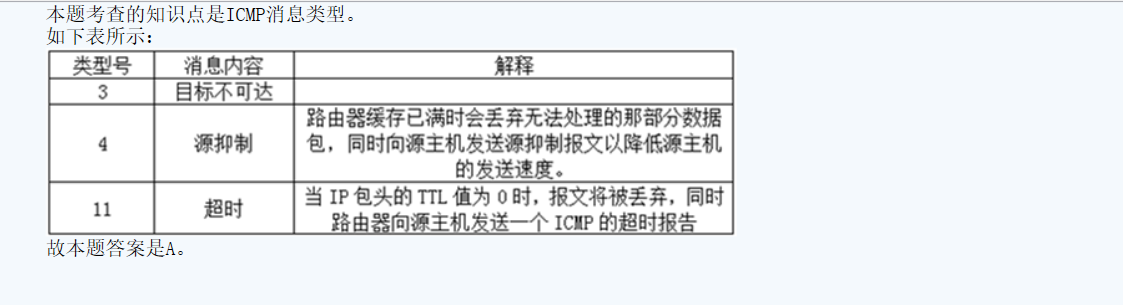 本题考查的知识点是ICMP消息类型。
如下表所示：
类型号 消息内容 解释
3 目标不可达
4 源抑制 路由器缓存已满时会丢弃无法处理的那部分数据
包，同时向源主机发送源抑制报文以降低源主机
的发送速度。
11 超时 当 IP 包头的 TTL 值为 0 时，报文将被丢弃，同时
路由器向源主机发送一个 ICMP 的超时报告
故本题答案是A。